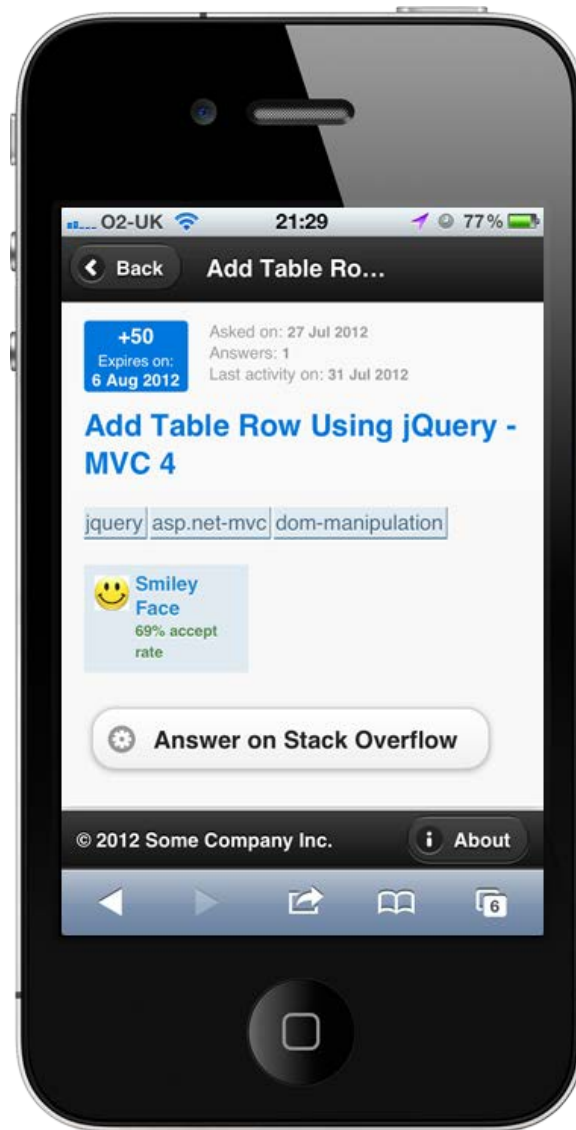 O2-UK 21:29 77%
Back Add Table Ro...
+50
Expires on:
6 Aug 2012
Asked on: 27 Jul 2012
Answers: 1
Last activity on: 31 Jul 2012
Add Table Row Using jQuery -
MVC 4
jquery asp.net-mvc dom-manipulation
Smiley
Face
69% accept
rate
Answer on Stack Overflow
© 2012 Some Company Inc. i About
6